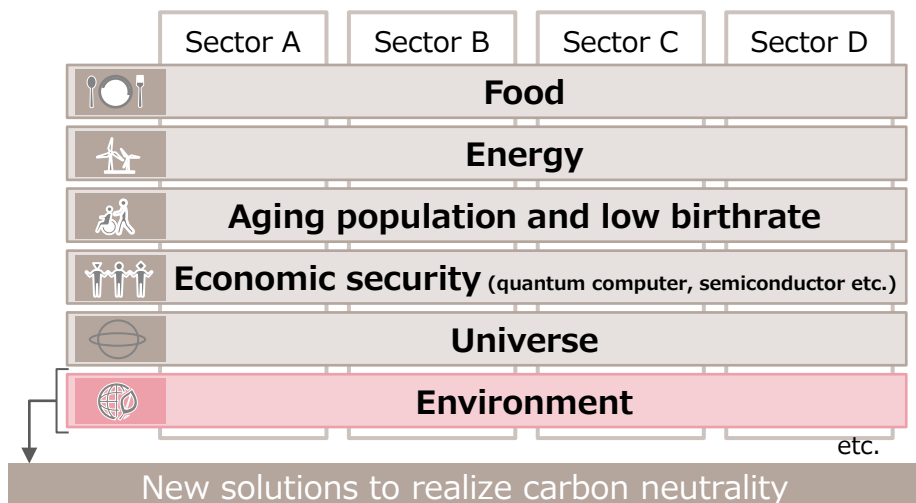 Sector A Sector B Sector C Sector D
Food
Energy
Aging population and low birthrate
Economic security (quantum computer, semiconductor etc.)
Universe
Environment
etc.
New solutions to realize carbon neutrality